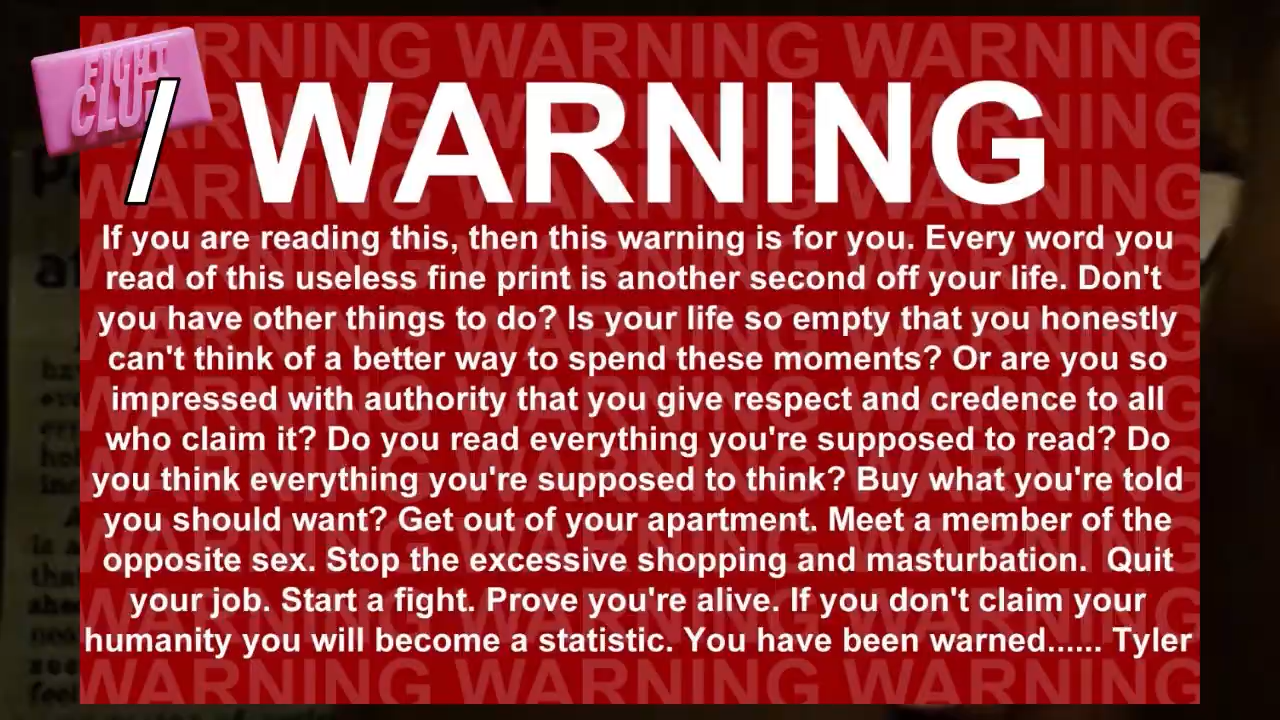 WARNING WARNING WARNING
FIGHT
CLUB
/ WARNING
If you are reading this, then this warning is for you. Every word you
read of this useless fine print is another second off your life. Don't
you have other things to do? Is your life so empty that you honestly
can't think of a better way to spend these moments? Or are you so
impressed with authority that you give respect and credence to all
who claim it? Do you read everything you're supposed to read? Do
you think everything you're supposed to think? Buy what you're told
you should want? Get out of your apartment. Meet a member of the
opposite sex. Stop the excessive shopping and masturbation.  Quit
your job. Start a fight. Prove you're alive. If you don't claim your
humanity you will become a statistic. You have been warned...... Tyler
WARNING WARNING WARNING